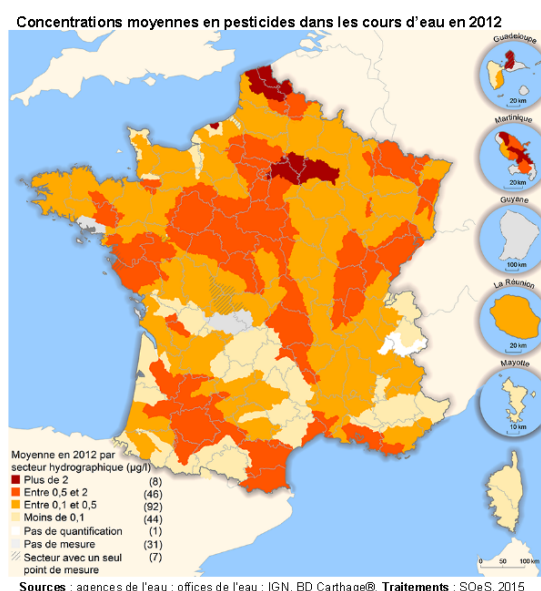 Concentrations moyennes en pesticides dans les cours d'eau en 2012
Guadeloupe
20 km
Martinique
20 km
Guyane
100 km
La Réunion
20 km
Mayotte
10 km
Moyenne en 2012 par
secteur hydrographique (µg/l)
Plus de 2 (8)
Entre 0,5 et 2 (46)
Entre 0,1 et 0,5 (92)
Moins de 0,1 (44)
Pas de quantification (1)
Pas de mesure (31)
Secteur avec un seul (7)
point de mesure
0 50 100 km
Sources : agences de l'eau ; offices de l'eau ; IGN, BD Carthage®. Traitements : SOeS, 2015